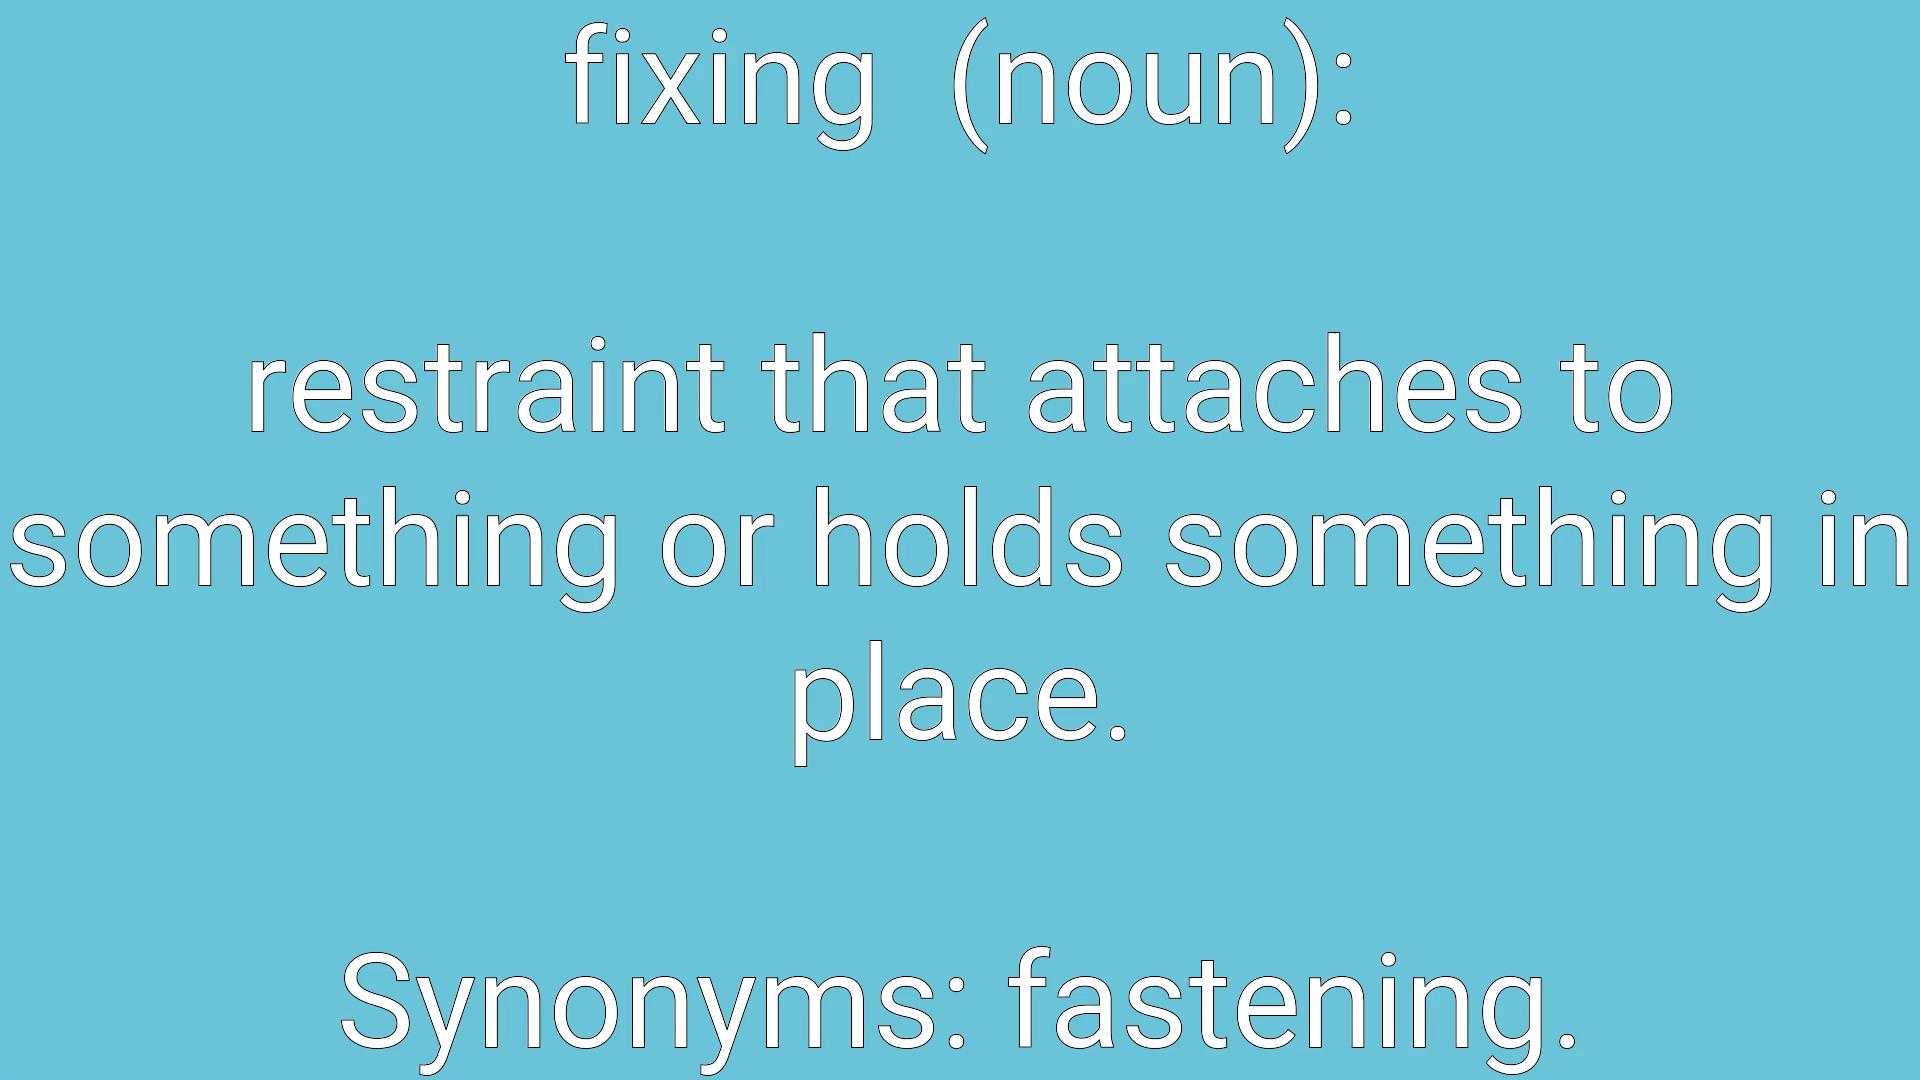 fixing  (noun):
restraint that attaches to
something or holds something in
place.
Synonyms: fastening.